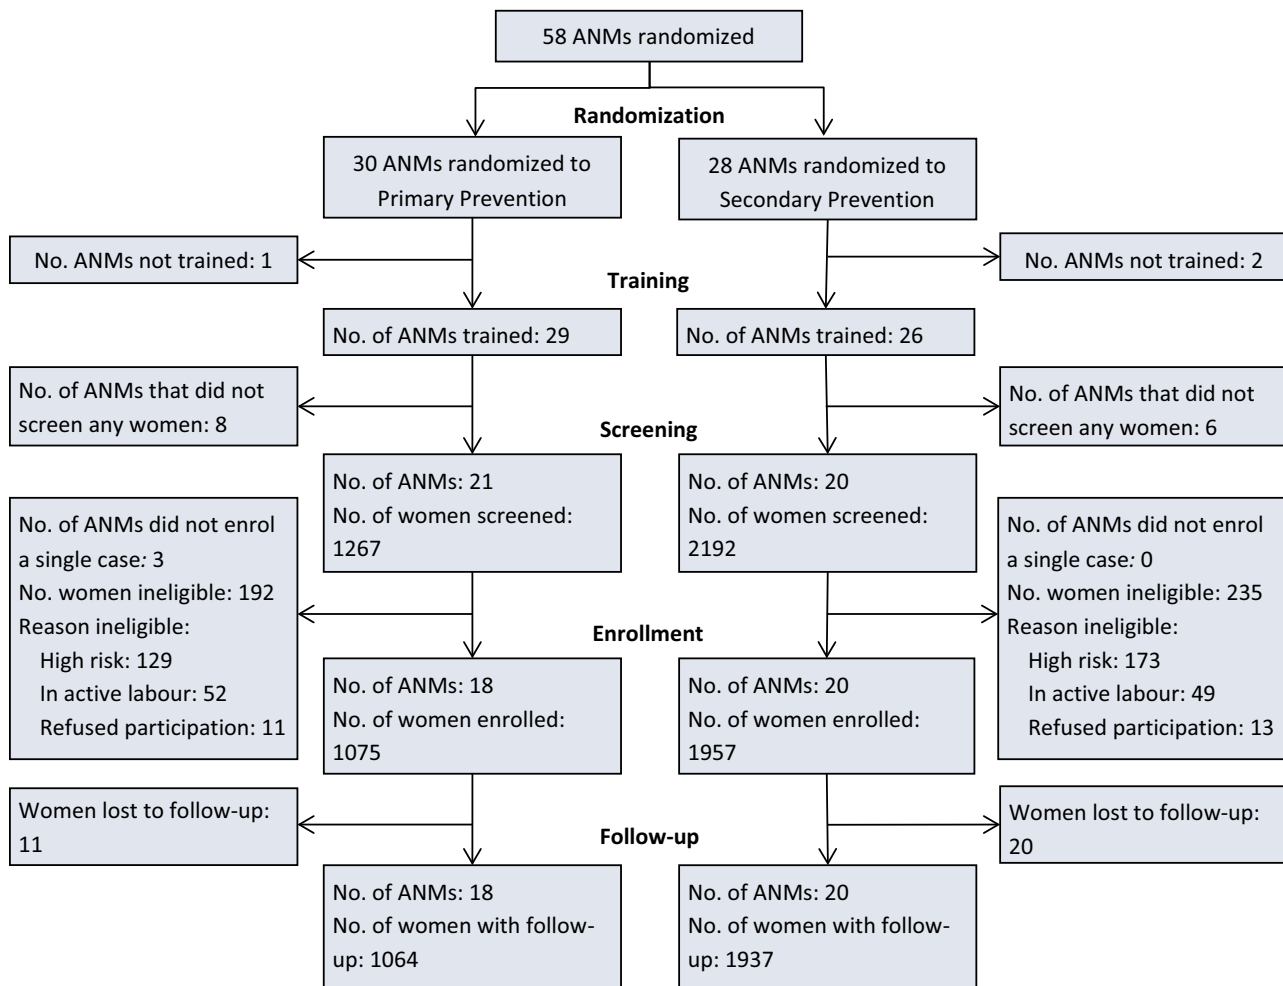 58 ANMs randomized
Randomization
30 ANMs randomized to
Primary Prevention
28 ANMs randomized to
Secondary Prevention
No. ANMs not trained: 1
No. ANMs not trained: 2
Training
No. of ANMs trained: 29
No. of ANMs trained: 26
No. of ANMs that did not
screen any women: 8
No. of ANMs that did not
screen any women: 6
Screening
No. of ANMs: 21
No. of women screened:
1267
No. of ANMs: 20
No. of women screened:
2192
No. of ANMs did not enrol
a single case: 3
No. women ineligible: 192
Reason ineligible:
High risk: 129
In active labour: 52
Refused participation: 11
No. of ANMs did not enrol
a single case: 0
No. women ineligible: 235
Reason ineligible:
High risk: 173
In active labour: 49
Refused participation: 13
Enrollment
No. of ANMs: 18
No. of women enrolled:
1075
No. of ANMs: 20
No. of women enrolled:
1957
Women lost to follow-up:
11
Women lost to follow-up:
20
Follow-up
No. of ANMs: 18
No. of women with follow-
up: 1064
No. of ANMs: 20
No. of women with follow-
up: 1937